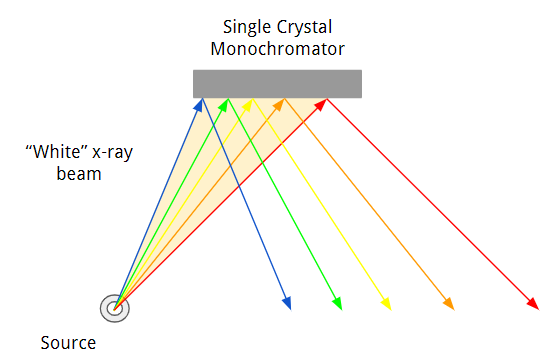 Single Crystal
Monochromator
“White” x-ray
beam
Source